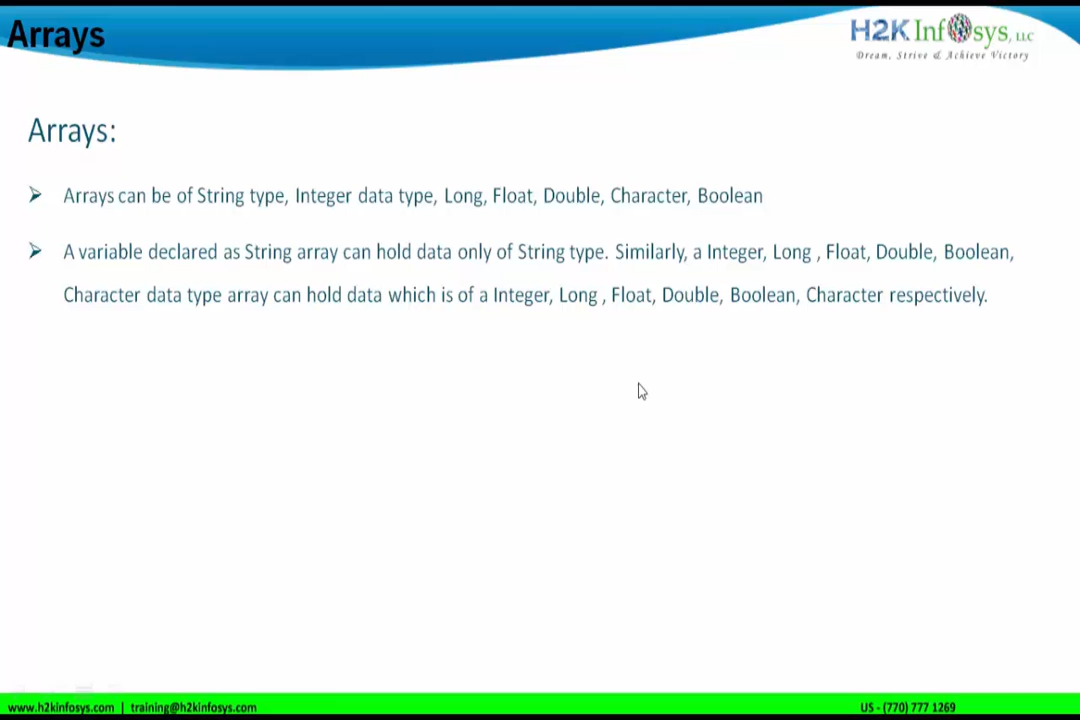 Arrays
H2K Infosys, LLC
Dream, Strive & Achieve Victory
Arrays:
Arrays can be of String type, Integer data type, Long, Float, Double, Character, Boolean
A variable declared as String array can hold data only of String type. Similarly, a Integer, Long , Float, Double, Boolean,
Character data type array can hold data which is of a Integer, Long , Float, Double, Boolean, Character respectively.
www.h2kinfosys.com | training@h2kinfosys.com
US - (770) 777 1269